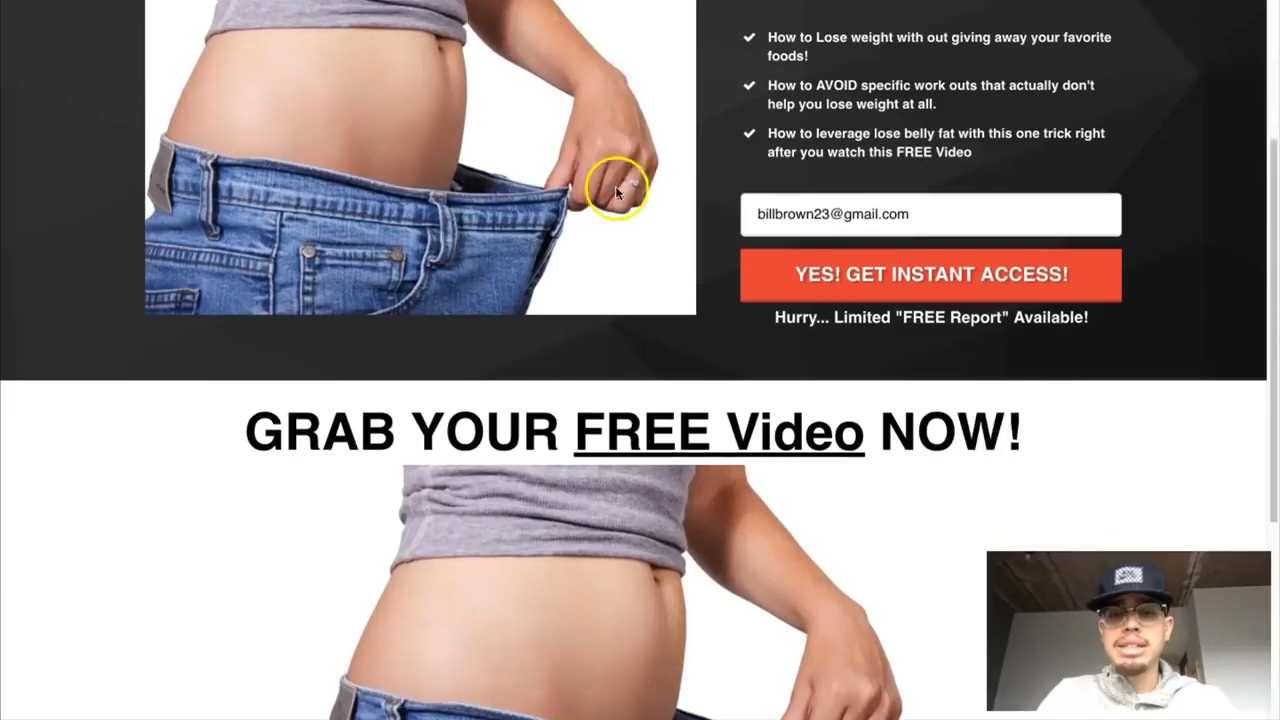 How to Lose weight with out giving away your favorite
foods!
How to AVOID specific work outs that actually don't
help you lose weight at all.
How to leverage lose belly fat with this one trick right
after you watch this FREE Video
billbrown23@gmail.com
YES! GET INSTANT ACCESS!
Hurry... Limited "FREE Report" Available!
GRAB YOUR FREE Video NOW!